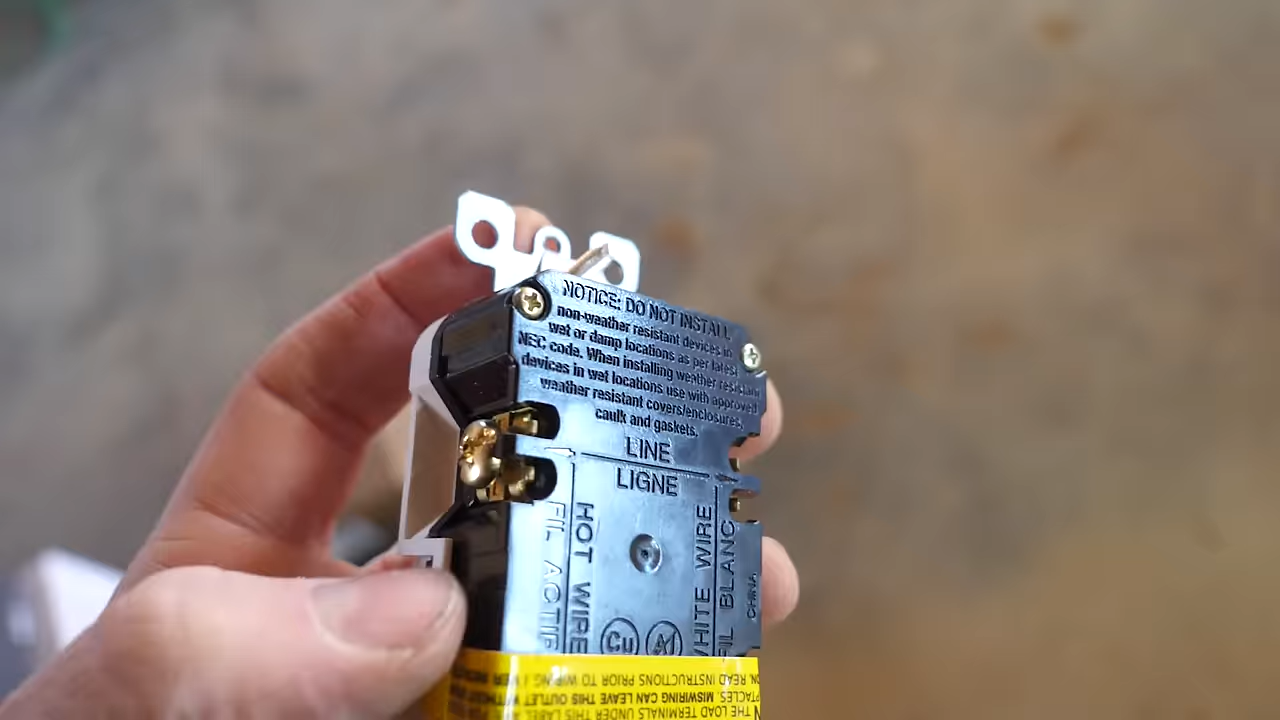 NOTICE: DO NOT INSTALL
non-weather resistant devices in
wet or damp locations as per latest
NEC code. When installing weather resistant
devices in wet locations use with approved
weather resistant covers/enclosures,
caulk and gaskets.
LINE
LIGNE
FIL ACTIF
HOT WIRE
WHITE WIRE
FIL BLANC
CHINA
Cu
Al
THE LOAD TERMINALS UNDER THIS LABEL
MISWIRING CAN LEAVE THIS OUTLET WITHOUT
READ INSTRUCTIONS PRIOR TO WIRING